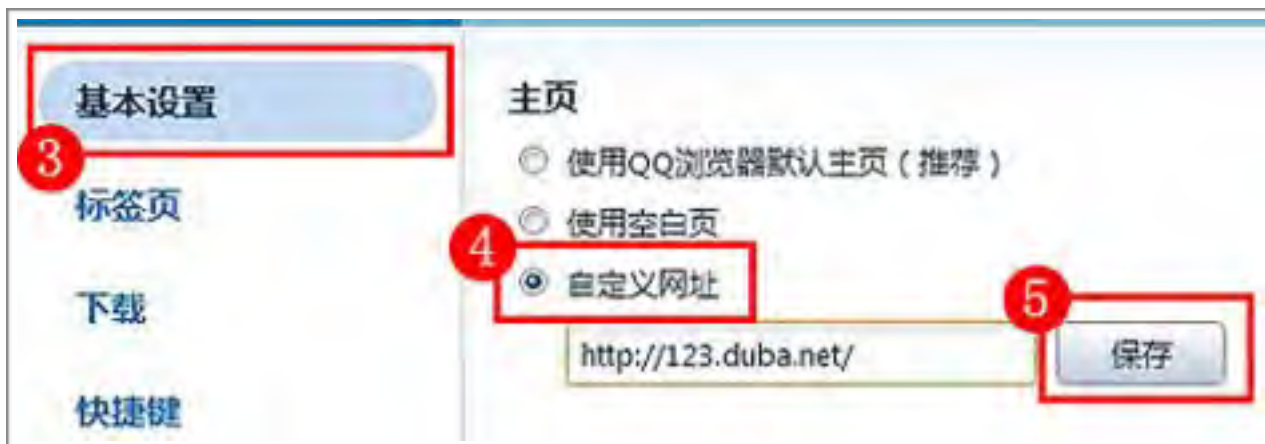 基本设置
3
标签页
下载
快捷键
主页
使用QQ浏览器默认主页（推荐）
使用空白页
4
自定义网址
5
http://123.duba.net/
保存